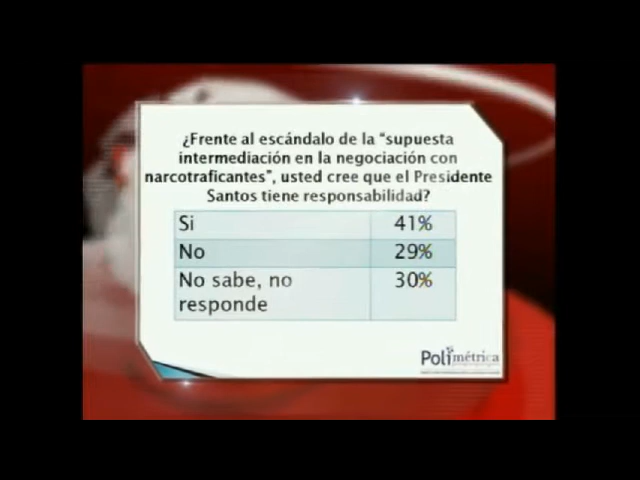 ¿Frente al escándalo de la “supuesta
intermediación en la negociación con
narcotraficantes”, usted cree que el Presidente
Santos tiene responsabilidad?
Si 41%
No 29%
No sabe, no 30%
responde
Polimétrica